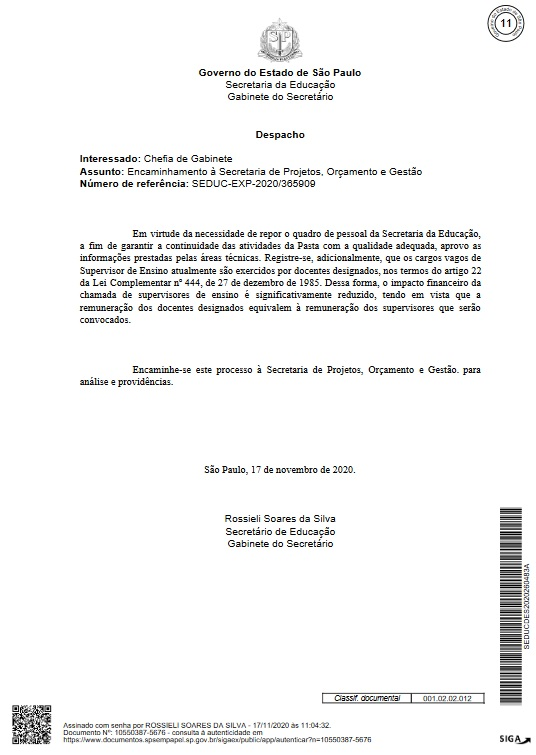 11
Governo do Estado de São Paulo
Secretaria da Educação
Gabinete do Secretário
Despacho
Interessado: Chefia de Gabinete
Assunto: Encaminhamento à Secretaria de Projetos, Orçamento e Gestão
Número de referência: SEDUC-EXP-2020/365909
Em virtude da necessidade de repor o quadro de pessoal da Secretaria da Educação,
a fim de garantir a continuidade das atividades da Pasta com a qualidade adequada, aprovo as
informações prestadas pelas áreas técnicas. Registre-se, adicionalmente, que os cargos vagos de
Supervisor de Ensino atualmente são exercidos por docentes designados, nos termos do artigo 22
da Lei Complementar nº 444, de 27 de dezembro de 1985. Dessa forma, o impacto financeiro da
chamada de supervisores de ensino é significativamente reduzido, tendo em vista que a
remuneração dos docentes designados equivalem à remuneração dos supervisores que serão
convocados.
Encaminhe-se este processo à Secretaria de Projetos, Orçamento e Gestão. para
análise e providências.
São Paulo, 17 de novembro de 2020.
Rossieli Soares da Silva
Secretário de Educação
Gabinete do Secretário
SEDUCDES2020260483A
Classif. documental 001.02.02.012
Assinado com senha por ROSSIELI SOARES DA SILVA - 17/11/2020 às 11:04:32.
Documento Nº: 10550387-5676 - consulta à autenticidade em
https://www.documentos.spsempapel.sp.gov.br/sigaex/public/app/autenticar?n=10550387-5676
SIGA